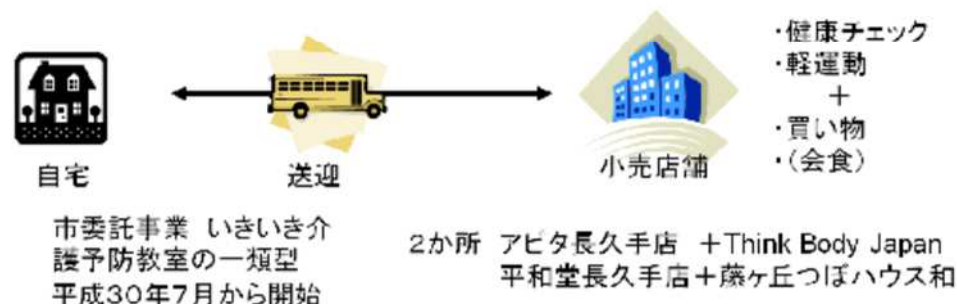 ・健康チェック
・軽運動
+
・買い物
・(会食)
自宅
送迎
小売店舗
市委託事業 いきいき介
護予防教室の一類型
平成30年7月から開始
2か所 アピタ長久手店 +Think Body Japan
平和堂長久手店+藤ヶ丘つぼハウス和